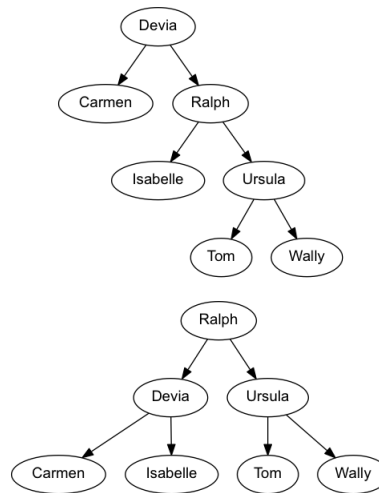 Devia
Carmen Ralph
Isabelle Ursula
Tom Wally
Ralph
Devia Ursula
Carmen Isabelle Tom Wally